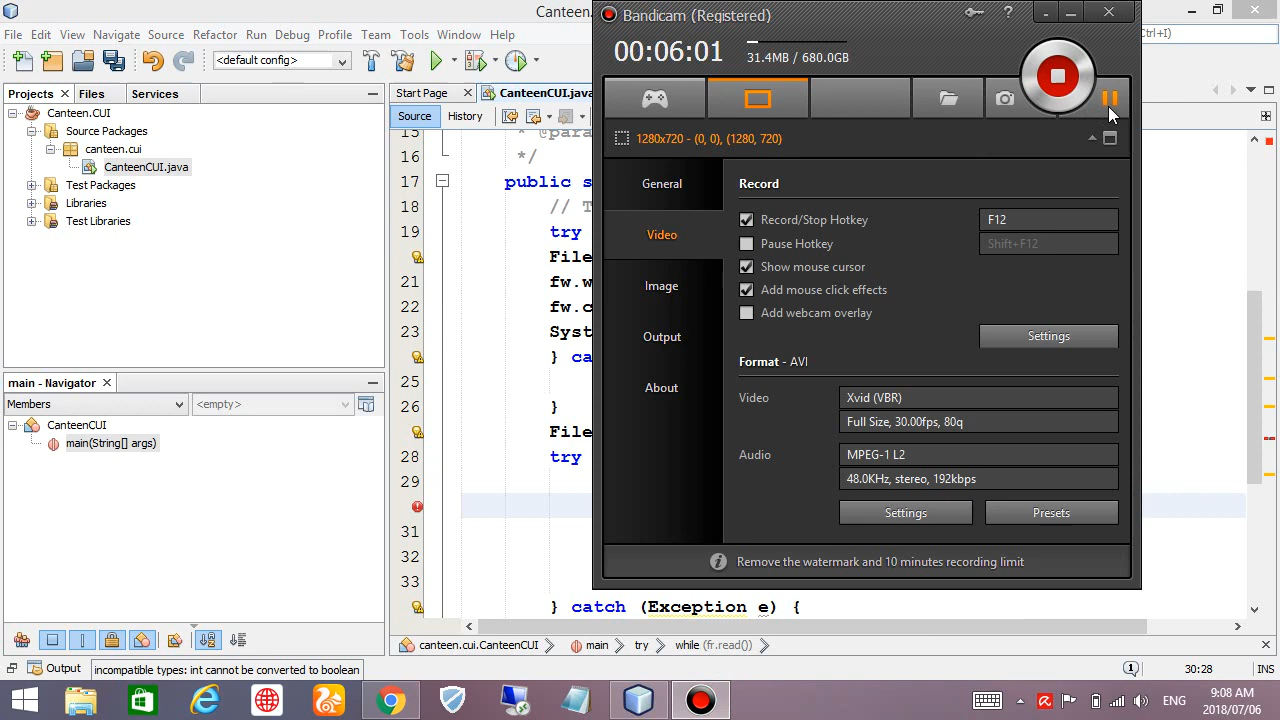 Canteen.
Bandicam (Registered)
File Edit View Navigate Source Refactor Run Debug Profile Team Tools Window Help
Ctrl+I)
<default config>
00:06:01
31.4MB / 680.0GB
Projects Files Services
Start Page CanteenCUI.java
Source History
1280x720 - (0, 0), (1280, 720)
Canteen.CUI
Source Packages
canteen.cui
CanteenCUI.java
Test Packages
Libraries
Test Libraries
15 * @para
16 */
17 public s
18 // T
19 try
File
21 fw.w
22 fw.c
23 Syst
} ca
25
26 }
File
28 try
29
31
32
33
} catch (Exception e) {
General
Video
Image
Output
About
Record
Record/Stop Hotkey F12
Pause Hotkey Shift+F12
Show mouse cursor
Add mouse click effects
Add webcam overlay
Settings
Format - AVI
Video Xvid (VBR)
Full Size, 30.00fps, 80q
Audio MPEG-1 L2
48.0KHz, stereo, 192kbps
Settings Presets
Remove the watermark and 10 minutes recording limit
main - Navigator
Members <empty>
CanteenCUI
main(String[] args)
canteen.cui.CanteenCUI main try while (fr.read())
Output incompatible types: int cannot be converted to boolean
1 30:28 INS
ENG 9:08 AM
2018/07/06